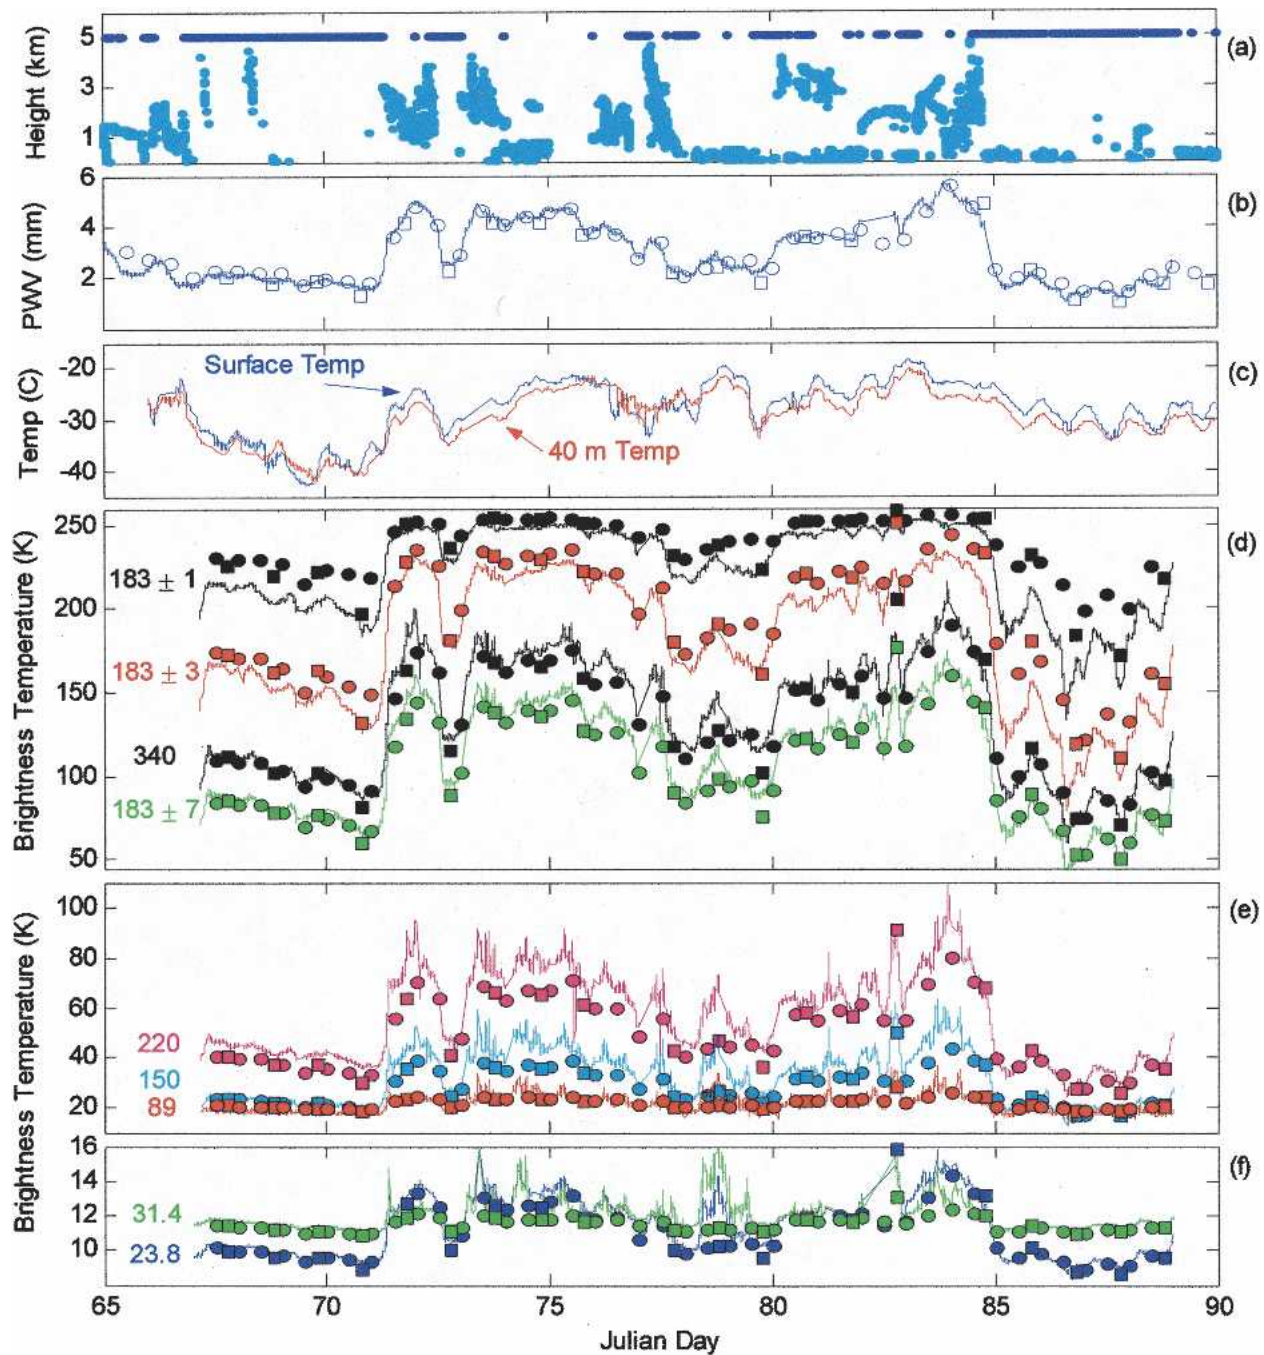 Height (km)
5
3
1
(a)
PWV (mm)
6
4
2
(b)
Temp (C)
-20
-30
-40
Surface Temp
40 m Temp
(c)
Brightness Temperature (K)
250
200
150
100
50
183 ± 1
183 ± 3
340
183 ± 7
(d)
Brightness Temperature (K)
100
80
60
40
20
220
150
89
(e)
Brightness Temperature (K)
16
14
12
10
31.4
23.8
(f)
65 70 75 80 85 90
Julian Day